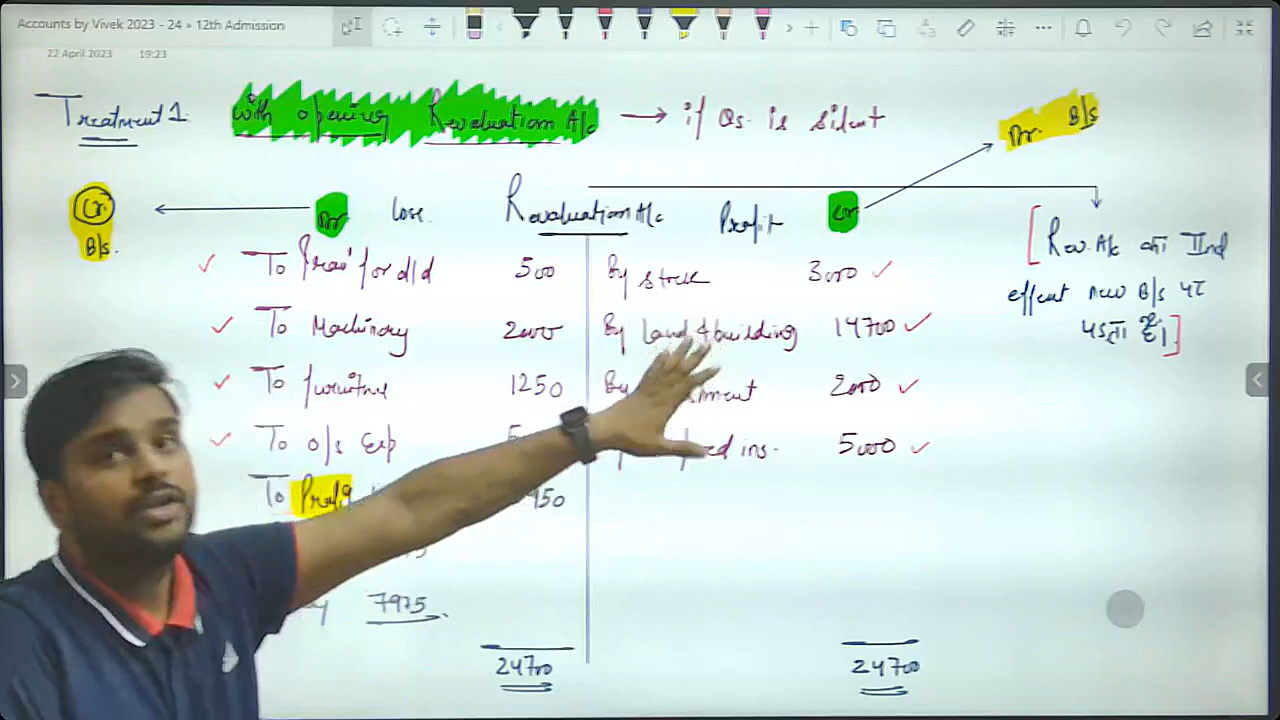 Accounts by Vivek 2023 - 24 » 12th Admission
22 April 2023 19:23
Treatment 1. with opening Revaluation A/c → if Qs. is silent
Dr. B/s
Cr. B/s.
Dr loss. Revaluation A/c Profit Cr
[Rev. A/c का IInd
effect new B/s पर
पड़ता है]
✓ To Prov' for d/d 500 By stock 3000 ✓
✓ To Machinery 2000 By land & building 14700 ✓
✓ To furniture 1250 By 2000 ✓
✓ To o/s Exp ins. 5000 ✓
To Profit 950
7975
24700 24700